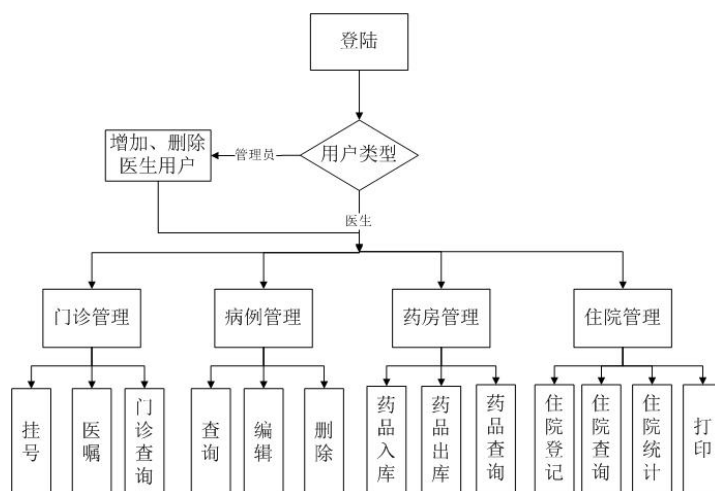 登陆
增加、删除
医生用户
管理员
用户类型
医生
门诊管理
病例管理
药房管理
住院管理
挂号
医嘱
门诊查询
查询
编辑
删除
药品入库
药品出库
药品查询
住院登记
住院查询
住院统计
打印